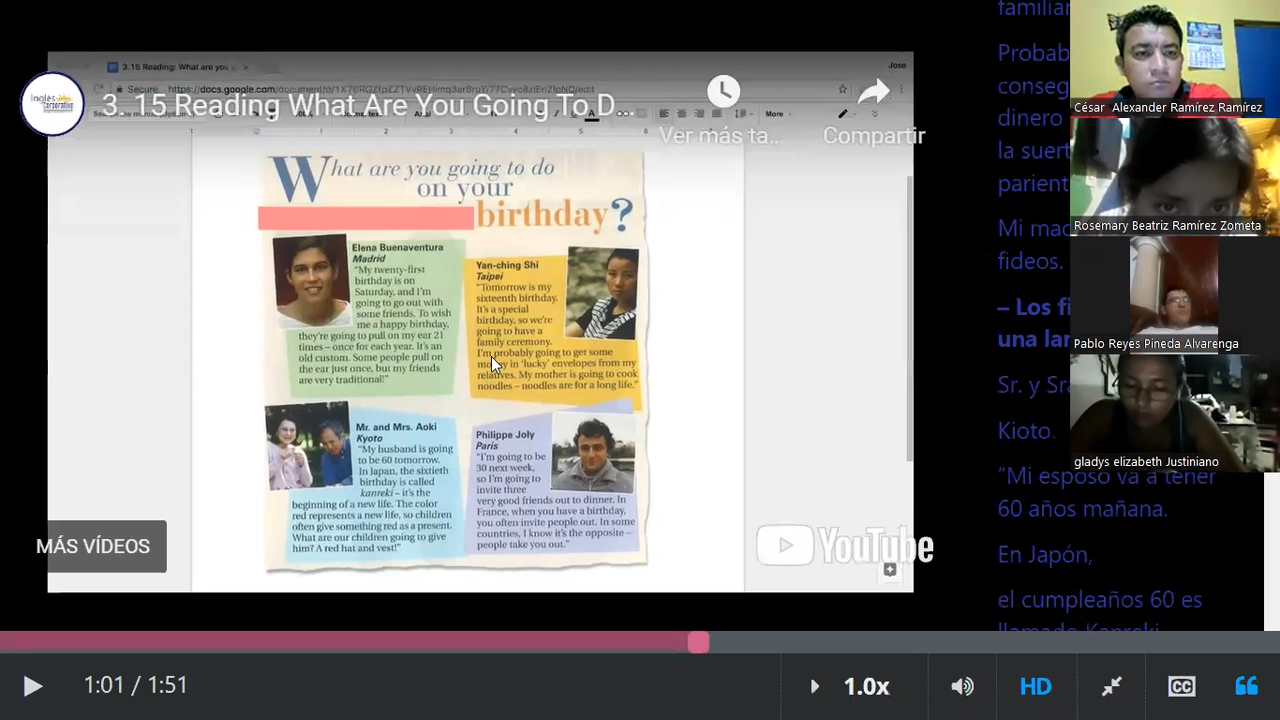 3.15 Reading: What are you
Jose
Secure
3_15 Reading What Are You Going To D
More
Ver más ta...
Compartir
What are you going to do
on your
birthday?
Elena Buenaventura
Madrid
"My twenty-first
birthday is on
Saturday, and I'm
going to go out with
some friends. To wish
me a happy birthday,
they're going to pull on my ear 21
times – once for each year. It's an
old custom. Some people pull on
the ear just once, but my friends
are very traditional!"
Yan-ching Shi
Taipei
"Tomorrow is my
sixteenth birthday.
It's a special
birthday, so we're
going to have a
family ceremony.
I'm probably going to get some
money in 'lucky' envelopes from my
relatives. My mother is going to cook
noodles – noodles are for a long life."
Mr. and Mrs. Aoki
Kyoto
"My husband is going
to be 60 tomorrow.
In Japan, the sixtieth
birthday is called
kanreki – it's the
beginning of a new life. The color
red represents a new life, so children
often give something red as a present.
What are our children going to give
him? A red hat and vest!"
Philippe Joly
Paris
"I'm going to be
30 next week,
so I'm going to
invite three
very good friends out to dinner. In
France, when you have a birthday,
you often invite people out. In some
countries, I know it's the opposite –
people take you out."
MÁS VÍDEOS
YouTube
familiar
Probab
conseg
dinero
la suert
parient
Mi mad
fideos.
– Los fi
una lar
Sr. y Sra
Kioto.
"Mi esposo va a tener
60 años mañana.
En Japón,
el cumpleaños 60 es
llamado Kanreki
César Alexander Ramírez Ramírez
Rosemary Beatriz Ramírez Zometa
Pablo Reyes Pineda Alvarenga
gladys elizabeth Justiniano
1:01 / 1:51
1.0x
HD
CC